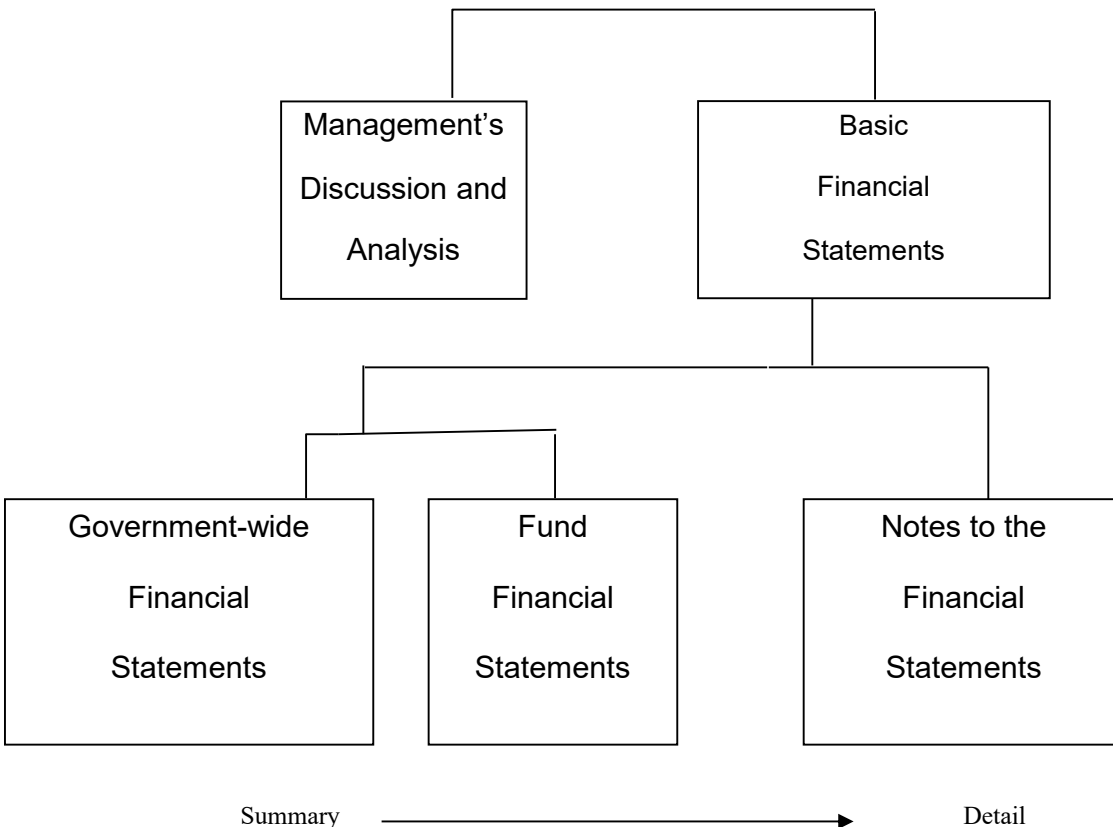 Management’s
Discussion and
Analysis
Basic
Financial
Statements
Government-wide
Financial
Statements
Fund
Financial
Statements
Notes to the
Financial
Statements
Summary
Detail